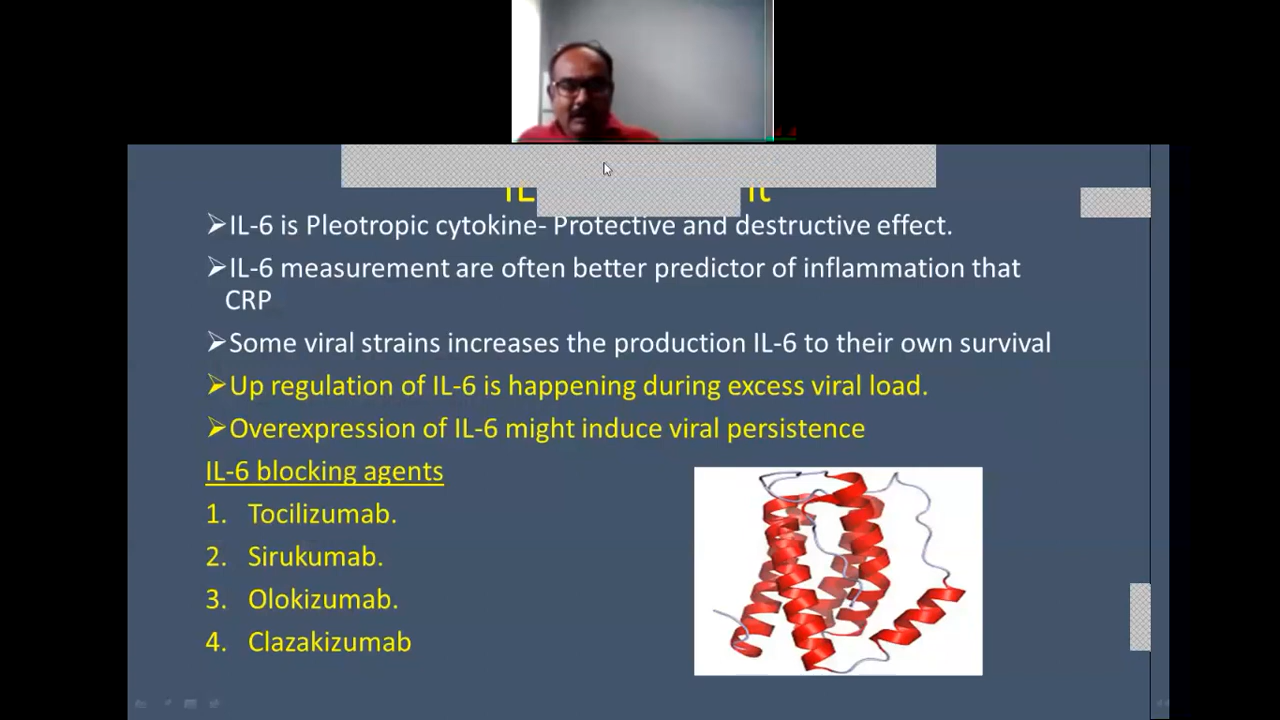 IL
➢IL-6 is Pleotropic cytokine- Protective and destructive effect.
➢IL-6 measurement are often better predictor of inflammation that
CRP
➢Some viral strains increases the production IL-6 to their own survival
➢Up regulation of IL-6 is happening during excess viral load.
➢Overexpression of IL-6 might induce viral persistence
IL-6 blocking agents
1. Tocilizumab.
2. Sirukumab.
3. Olokizumab.
4. Clazakizumab